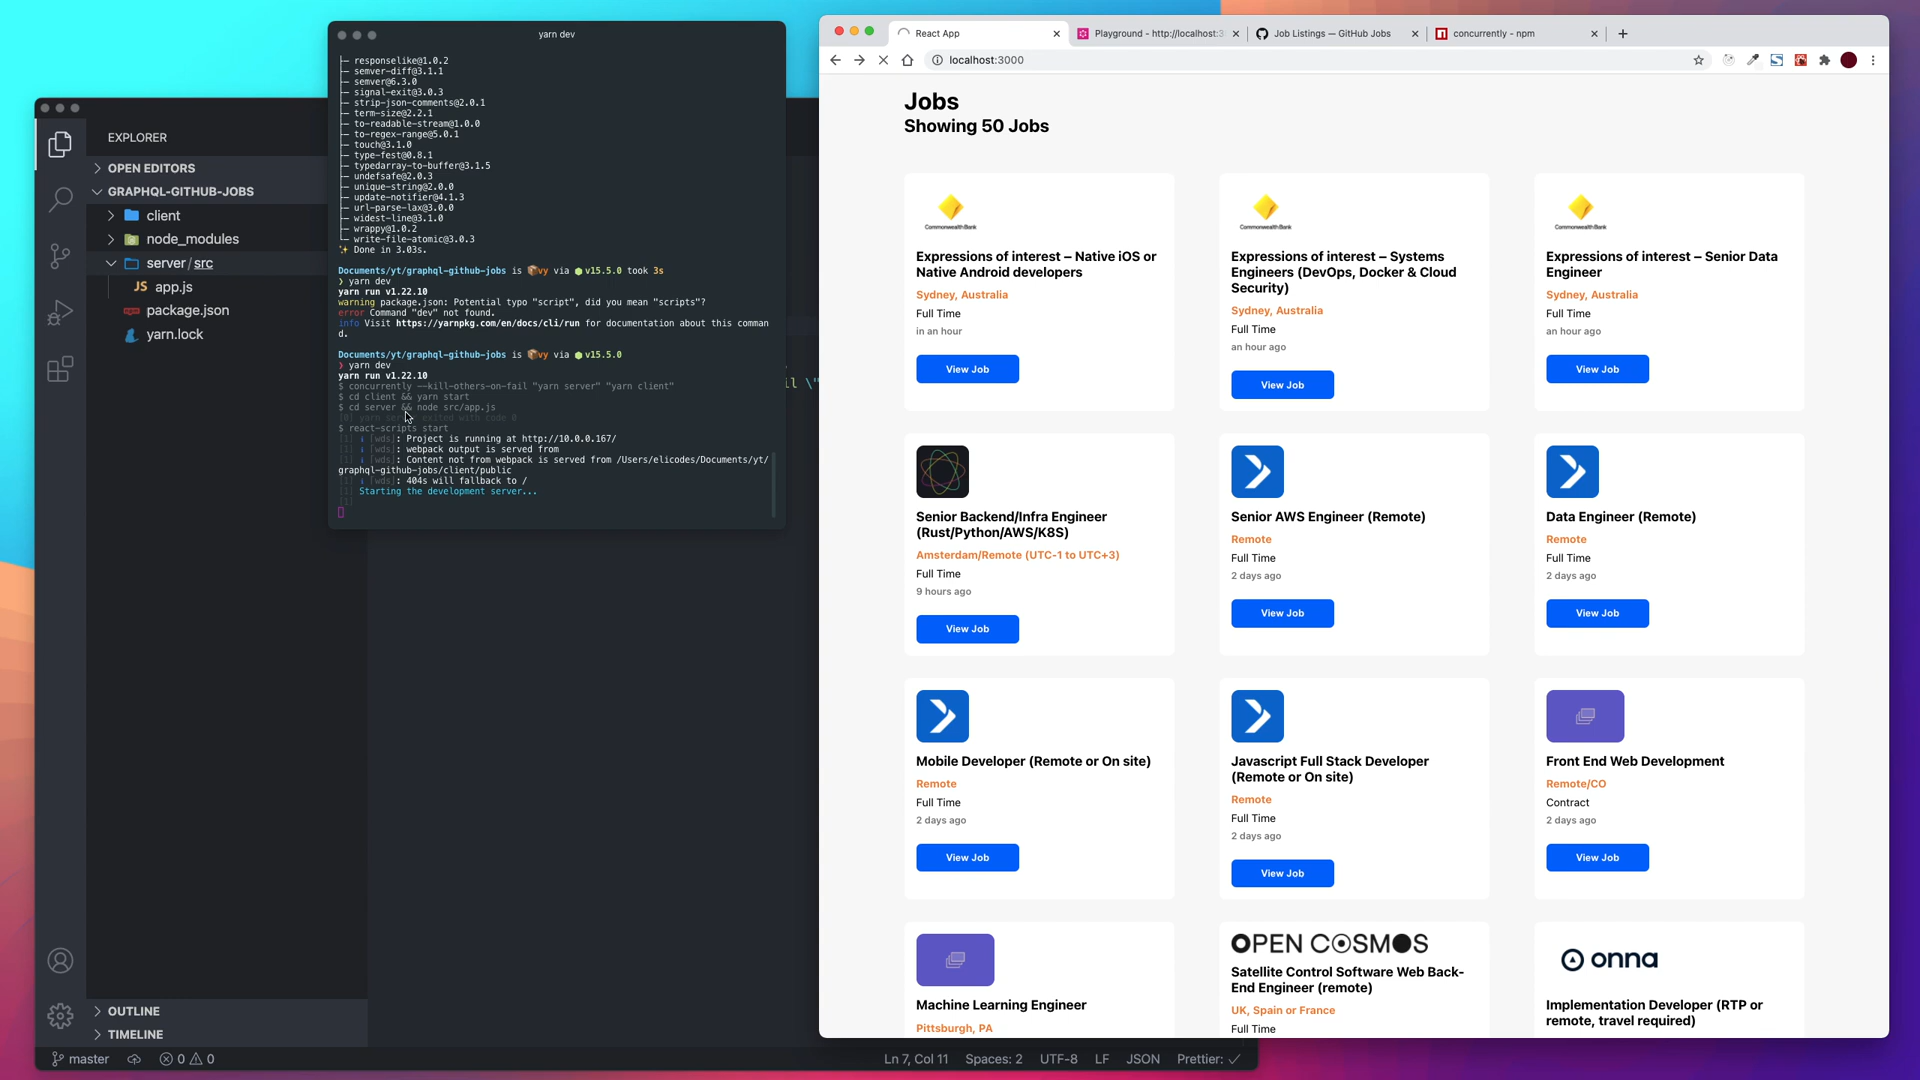 yarn dev
├─ responselike@1.0.2
├─ semver-diff@3.1.1
├─ semver@6.3.0
├─ signal-exit@3.0.3
├─ strip-json-comments@2.0.1
├─ term-size@2.2.1
├─ to-readable-stream@1.0.0
├─ to-regex-range@5.0.1
├─ touch@3.1.0
├─ type-fest@0.8.1
├─ typedarray-to-buffer@3.1.5
├─ undefsafe@2.0.3
├─ unique-string@2.0.0
├─ update-notifier@4.1.3
├─ url-parse-lax@3.0.0
├─ widest-line@3.1.0
├─ wrappy@1.0.2
└─ write-file-atomic@3.0.3
✨ Done in 3.03s.
Documents/yt/graphql-github-jobs is 📦vy via ⬢ v15.5.0 took 3s
❯ yarn dev
yarn run v1.22.10
warning package.json: Potential typo "script", did you mean "scripts"?
error Command "dev" not found.
info Visit https://yarnpkg.com/en/docs/cli/run for documentation about this comman
d.
Documents/yt/graphql-github-jobs is 📦vy via ⬢ v15.5.0
❯ yarn dev
yarn run v1.22.10
$ concurrently --kill-others-on-fail "yarn server" "yarn client"
$ cd client && yarn start
$ cd server && node src/app.js
[0] yarn exited with code 0
$ react-scripts start
[1] ℹ [wds]: Project is running at http://10.0.0.167/
[1] ℹ [wds]: webpack output is served from
[1] ℹ [wds]: Content not from webpack is served from /Users/elicodes/Documents/yt/
graphql-github-jobs/client/public
[1] ℹ [wds]: 404s will fallback to /
[1] Starting the development server...
[1]
EXPLORER
OPEN EDITORS
GRAPHQL-GITHUB-JOBS
client
node_modules
server/src
JS app.js
package.json
yarn.lock
il \"
OUTLINE
TIMELINE
master
0 0
Ln 7, Col 11
Spaces: 2
UTF-8
LF
JSON
Prettier: ✓
React App
Playground - http://localhost:3
Job Listings — GitHub Jobs
concurrently - npm
localhost:3000
Jobs
Showing 50 Jobs
CommonwealthBank
Expressions of interest – Native iOS or
Native Android developers
Sydney, Australia
Full Time
in an hour
View Job
CommonwealthBank
Expressions of interest – Systems
Engineers (DevOps, Docker & Cloud
Security)
Sydney, Australia
Full Time
an hour ago
View Job
CommonwealthBank
Expressions of interest – Senior Data
Engineer
Sydney, Australia
Full Time
an hour ago
View Job
Senior Backend/Infra Engineer
(Rust/Python/AWS/K8S)
Amsterdam/Remote (UTC-1 to UTC+3)
Full Time
9 hours ago
View Job
Senior AWS Engineer (Remote)
Remote
Full Time
2 days ago
View Job
Data Engineer (Remote)
Remote
Full Time
2 days ago
View Job
Mobile Developer (Remote or On site)
Remote
Full Time
2 days ago
View Job
Javascript Full Stack Developer
(Remote or On site)
Remote
Full Time
2 days ago
View Job
Front End Web Development
Remote/CO
Contract
2 days ago
View Job
Machine Learning Engineer
Pittsburgh, PA
OPEN COSMOS
Satellite Control Software Web Back-
End Engineer (remote)
UK, Spain or France
Full Time
onna
Implementation Developer (RTP or
remote, travel required)